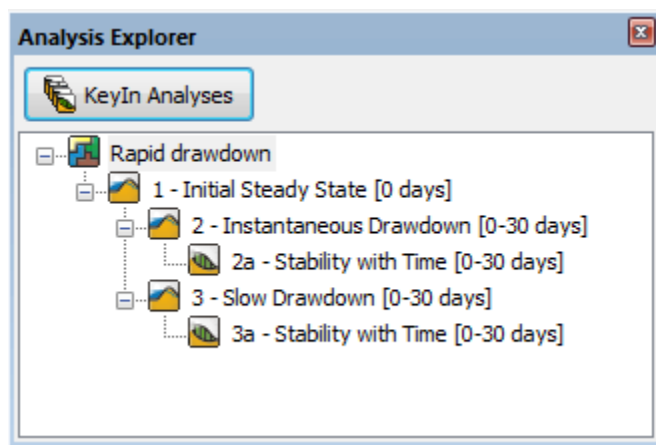 Analysis Explorer
KeyIn Analyses
Rapid drawdown
1 - Initial Steady State [0 days]
2 - Instantaneous Drawdown [0-30 days]
2a - Stability with Time [0-30 days]
3 - Slow Drawdown [0-30 days]
3a - Stability with Time [0-30 days]